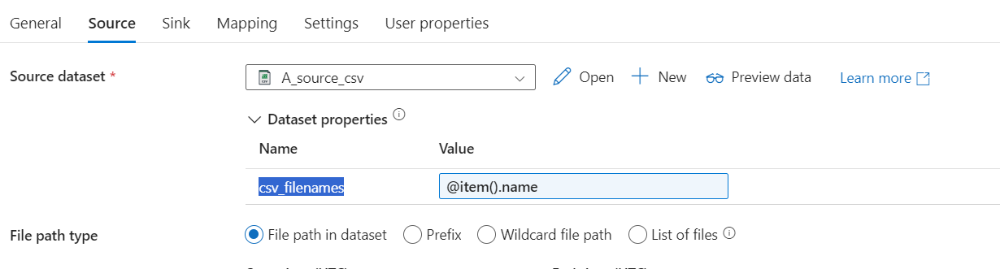 General Source Sink Mapping Settings User properties
Source dataset * A_source_csv Open New Preview data Learn more
Dataset properties
Name Value
csv_filenames @item().name
File path type File path in dataset Prefix Wildcard file path List of files